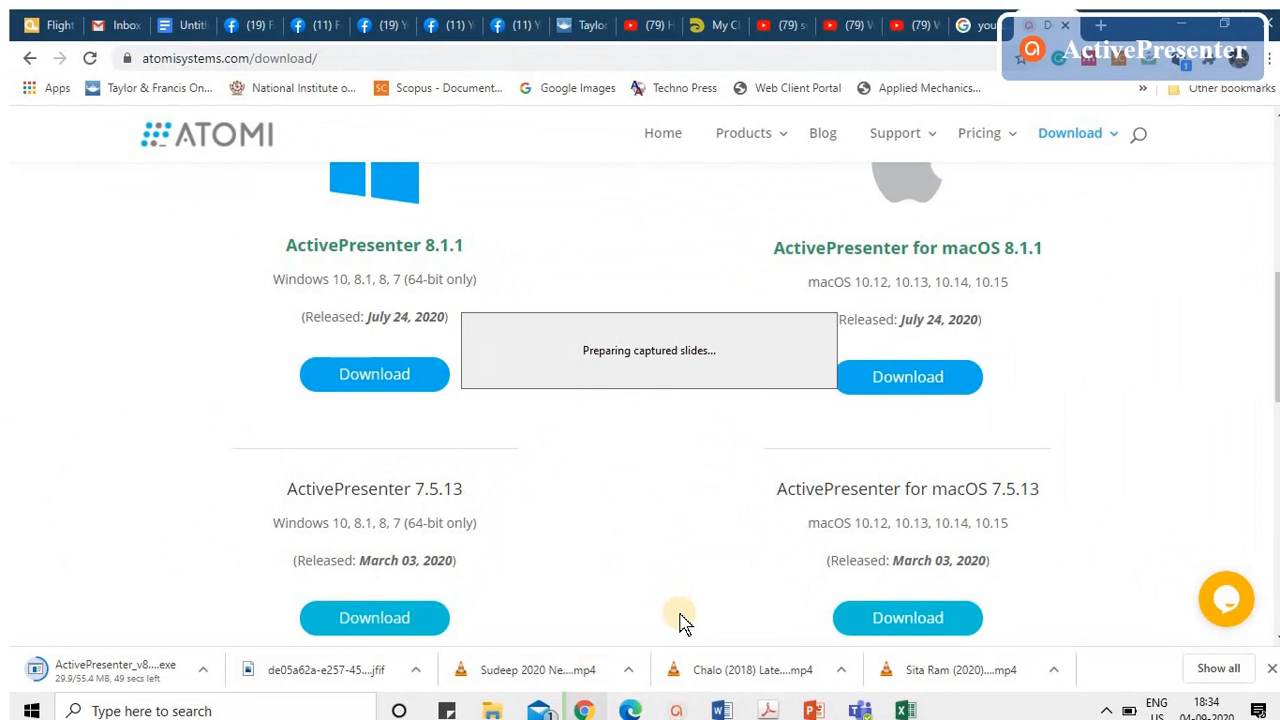 Flight
Inbox
Untitl
(19) F
(11) F
(19) Y
(11) Y
(11) Y
Taylor
(79) F
My C
(79) s
(79) V
(79) W
you
D
ActivePresenter
atomisystems.com/download/
1
Apps
Taylor & Francis On...
National Institute o...
SC
Scopus - Document...
Google Images
Techno Press
Web Client Portal
Applied Mechanics...
»
Other bookmarks
ATOMI
Home
Products
Blog
Support
Pricing
Download
ActivePresenter 8.1.1
Windows 10, 8.1, 8, 7 (64-bit only)
(Released: July 24, 2020)
Download
ActivePresenter for macOS 8.1.1
macOS 10.12, 10.13, 10.14, 10.15
Released: July 24, 2020)
Download
Preparing captured slides...
ActivePresenter 7.5.13
Windows 10, 8.1, 8, 7 (64-bit only)
(Released: March 03, 2020)
Download
ActivePresenter for macOS 7.5.13
macOS 10.12, 10.13, 10.14, 10.15
(Released: March 03, 2020)
Download
ActivePresenter_v8....exe
29.9/55.4 MB, 49 secs left
de05a62a-e257-45....jfif
Sudeep 2020 Ne....mp4
Chalo (2018) Late....mp4
Sita Ram (2020)....mp4
Show all
Type here to search
ENG
US
18:34
04-09-2020